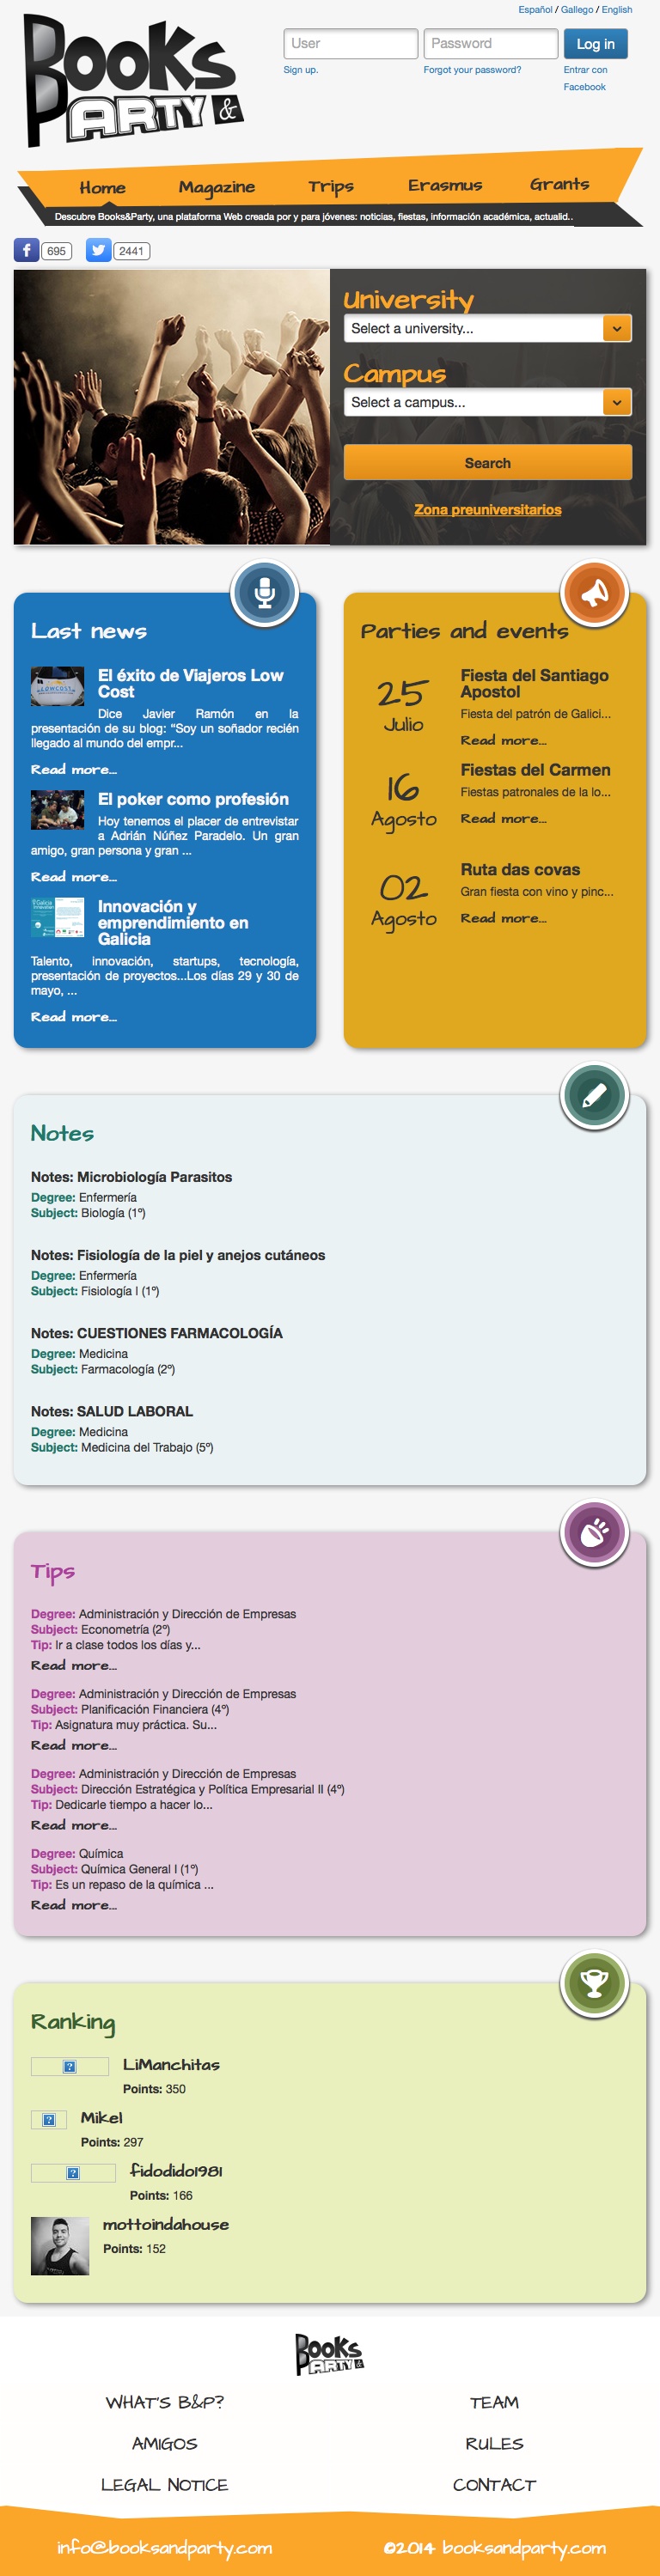 Español / Gallego / English
Books
PARTY &
User
Password
Log in
Sign up.
Forgot your password?
Entrar con
Facebook
Home
Magazine
Trips
Erasmus
Grants
Descubre Books&Party, una plataforma Web creada por y para jóvenes: noticias, fiestas, información académica, actualid..
695
2441
University
Select a university...
Campus
Select a campus...
Search
Zona preuniversitarios
Last news
El éxito de Viajeros Low
Cost
Dice Javier Ramón en la
presentación de su blog: “Soy un soñador recién
llegado al mundo del empr...
Read more...
El poker como profesión
Hoy tenemos el placer de entrevistar
a Adrián Núñez Paradelo. Un gran
amigo, gran persona y gran ...
Read more...
Innovación y
emprendimiento en
Galicia
Talento, innovación, startups, tecnología,
presentación de proyectos...Los días 29 y 30 de
mayo, ...
Read more...
Parties and events
25
Julio
Fiesta del Santiago
Apostol
Fiesta del patrón de Galici...
Read more...
16
Agosto
Fiestas del Carmen
Fiestas patronales de la lo...
Read more...
02
Agosto
Ruta das covas
Gran fiesta con vino y pinc...
Read more...
Notes
Notes: Microbiología Parasitos
Degree: Enfermería
Subject: Biología (1º)
Notes: Fisiología de la piel y anejos cutáneos
Degree: Enfermería
Subject: Fisiología I (1º)
Notes: CUESTIONES FARMACOLOGÍA
Degree: Medicina
Subject: Farmacología (2º)
Notes: SALUD LABORAL
Degree: Medicina
Subject: Medicina del Trabajo (5º)
Tips
Degree: Administración y Dirección de Empresas
Subject: Econometría (2º)
Tip: Ir a clase todos los días y...
Read more...
Degree: Administración y Dirección de Empresas
Subject: Planificación Financiera (4º)
Tip: Asignatura muy práctica. Su...
Read more...
Degree: Administración y Dirección de Empresas
Subject: Dirección Estratégica y Política Empresarial II (4º)
Tip: Dedicarle tiempo a hacer lo...
Read more...
Degree: Química
Subject: Química General I (1º)
Tip: Es un repaso de la química ...
Read more...
Ranking
LiManchitas
Points: 350
Mikel
Points: 297
fidodido1981
Points: 166
mottoindahouse
Points: 152
Books
PARTY &
WHAT'S B&P?
TEAM
AMIGOS
RULES
LEGAL NOTICE
CONTACT
info@booksandparty.com
©2014 booksandparty.com